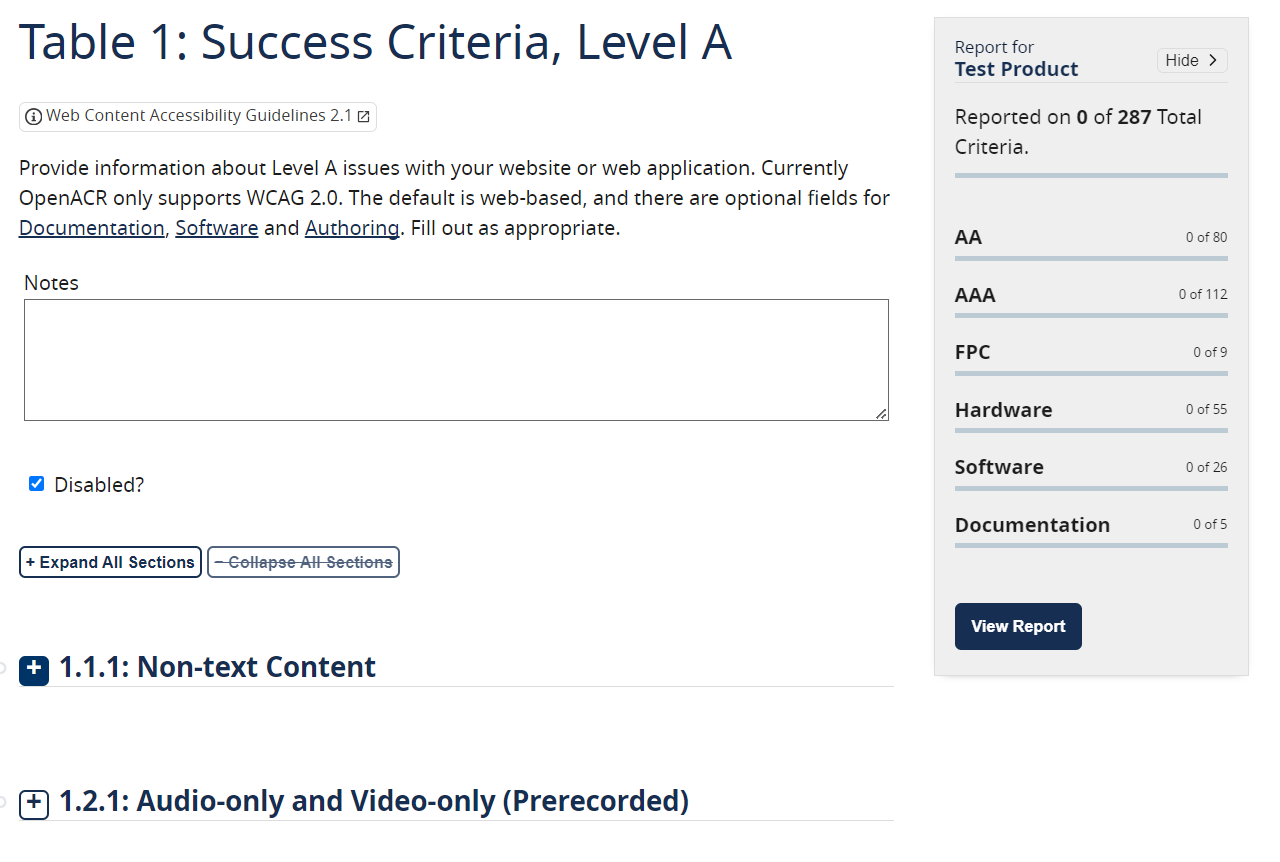 Table 1: Success Criteria, Level A
Web Content Accessibility Guidelines 2.1
Provide information about Level A issues with your website or web application. Currently
OpenACR only supports WCAG 2.0. The default is web-based, and there are optional fields for
Documentation, Software and Authoring. Fill out as appropriate.
Notes
Disabled?
+ Expand All Sections
− Collapse All Sections
+ 1.1.1: Non-text Content
+ 1.2.1: Audio-only and Video-only (Prerecorded)
Report for
Test Product
Hide
Reported on 0 of 287 Total
Criteria.
AA 0 of 80
AAA 0 of 112
FPC 0 of 9
Hardware 0 of 55
Software 0 of 26
Documentation 0 of 5
View Report